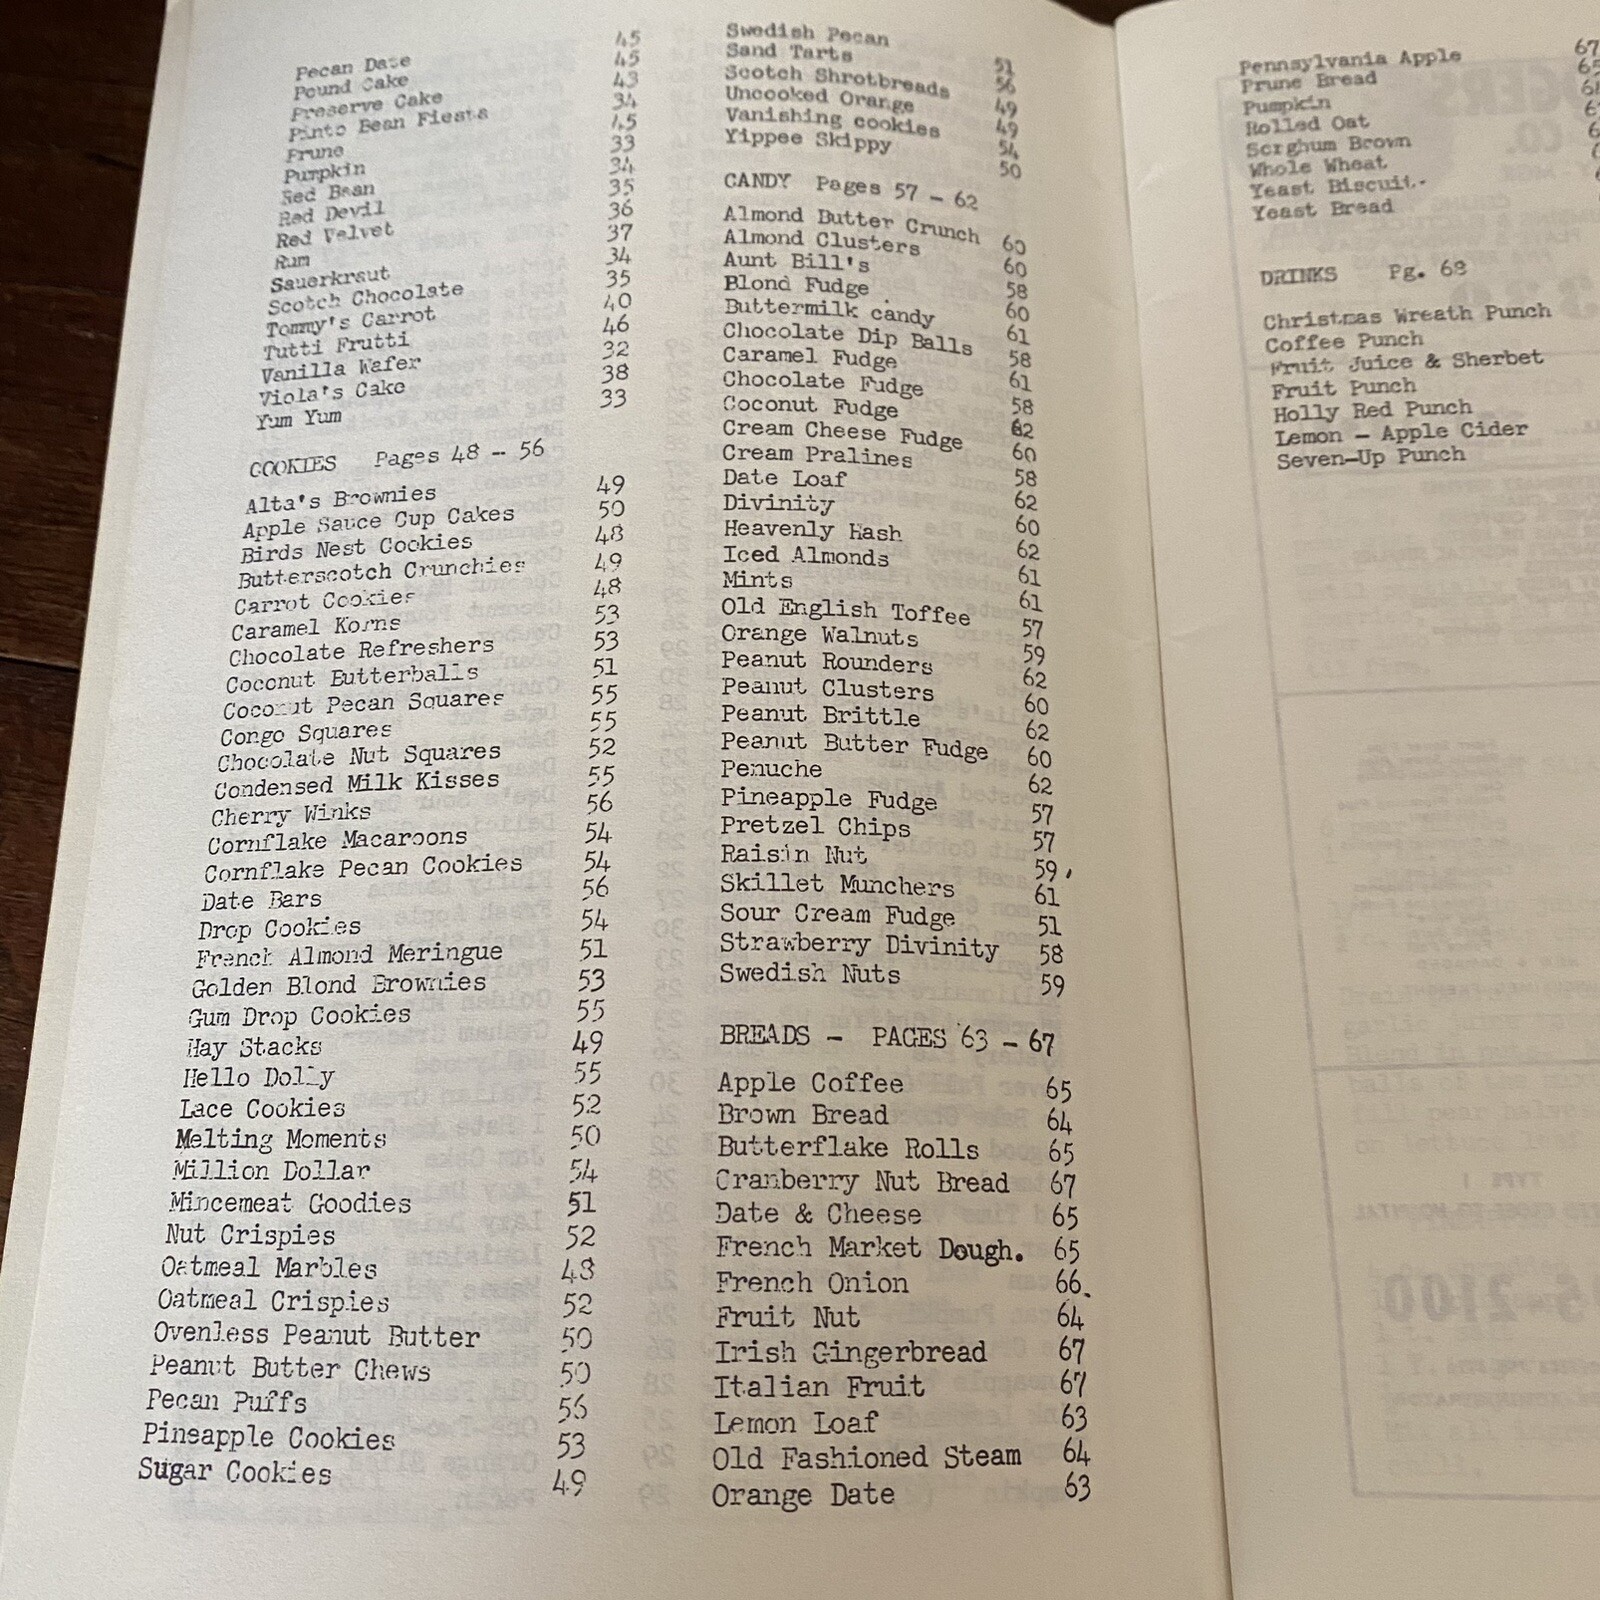 Pecan Date 45
Pound Cake 45
Preserve Cake 43
Pinto Bean Fiesta 34
Prune 45
Pumpkin 33
Red Bean 34
Red Devil 35
Red Velvet 36
Rum 37
Sauerkraut 34
Scotch Chocolate 35
Tommy's Carrot 40
Tutti Frutti 46
Vanilla Wafer 32
Viola's Cake 38
Yum Yum 33
COOKIES Pages 48 - 56
Alta's Brownies 49
Apple Sauce Cup Cakes 50
Birds Nest Cookies 48
Butterscotch Crunchies 49
Carrot Cookies 48
Caramel Korns 53
Chocolate Refreshers 53
Coconut Butterballs 51
Coconut Pecan Squares 55
Congo Squares 55
Chocolate Nut Squares 52
Condensed Milk Kisses 55
Cherry Winks 56
Cornflake Macaroons 54
Cornflake Pecan Cookies 54
Date Bars 56
Drop Cookies 54
French Almond Meringue 51
Golden Blond Brownies 53
Gum Drop Cookies 55
Hay Stacks 49
Hello Dolly 55
Lace Cookies 52
Melting Moments 50
Million Dollar 54
Mincemeat Goodies 51
Nut Crispies 52
Oatmeal Marbles 48
Oatmeal Crispies 52
Ovenless Peanut Butter 50
Peanut Butter Chews 50
Pecan Puffs 56
Pineapple Cookies 53
Sugar Cookies 49
Swedish Pecan 51
Sand Tarts 56
Scotch Shrotbreads 49
Uncooked Orange 49
Vanishing cookies 54
Yippee Skippy 50
CANDY Pages 57 - 62
Almond Butter Crunch 60
Almond Clusters 60
Aunt Bill's 58
Blond Fudge 60
Buttermilk candy 61
Chocolate Dip Balls 58
Caramel Fudge 61
Chocolate Fudge 58
Coconut Fudge 62
Cream Cheese Fudge 60
Cream Pralines 58
Date Loaf 62
Divinity 60
Heavenly Hash 62
Iced Almonds 61
Mints 61
Old English Toffee 57
Orange Walnuts 59
Peanut Rounders 62
Peanut Clusters 60
Peanut Brittle 62
Peanut Butter Fudge 60
Penuche 62
Pineapple Fudge 57
Pretzel Chips 57
Raisin Nut 59
Skillet Munchers 61
Sour Cream Fudge 51
Strawberry Divinity 58
Swedish Nuts 59
BREADS - PAGES 63 - 67
Apple Coffee 65
Brown Bread 64
Butterflake Rolls 65
Cranberry Nut Bread 67
Date & Cheese 65
French Market Dough. 65
French Onion 66.
Fruit Nut 64
Irish Gingerbread 67
Italian Fruit 67
Lemon Loaf 63
Old Fashioned Steam 64
Orange Date 63
Pennsylvania Apple 67
Prune Bread
Pumpkin
Rolled Oat
Sorghum Brown
Whole Wheat
Yeast Biscuit
Yeast Bread
DRINKS Pg. 68
Christmas Wreath Punch
Coffee Punch
Fruit Juice & Sherbet
Fruit Punch
Holly Red Punch
Lemon - Apple Cider
Seven-Up Punch